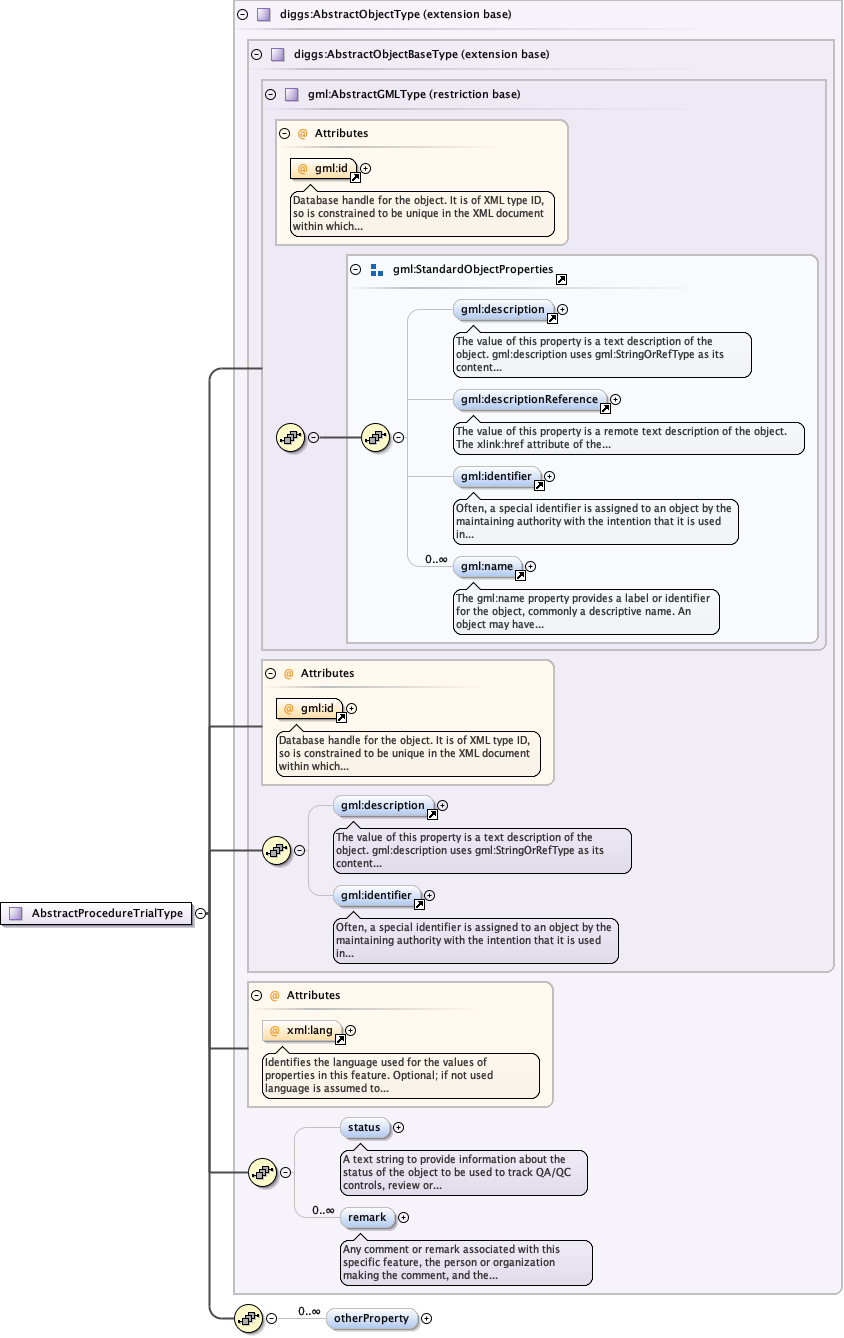 diggs:AbstractObjectType (extension base)
diggs:AbstractObjectBaseType (extension base)
gml:AbstractGMLType (restriction base)
@ Attributes
@ gml:id
Database handle for the object. It is of XML type ID,
so is constrained to be unique in the XML document
within which...
gml:StandardObjectProperties
gml:description
The value of this property is a text description of the
object. gml:description uses gml:StringOrRefType as its
content...
gml:descriptionReference
The value of this property is a remote text description of the object.
The xlink:href attribute of the...
gml:identifier
Often, a special identifier is assigned to an object by the
maintaining authority with the intention that it is used
in...
0..∞
gml:name
The gml:name property provides a label or identifier
for the object, commonly a descriptive name. An
object may have...
@ Attributes
@ gml:id
Database handle for the object. It is of XML type ID,
so is constrained to be unique in the XML document
within which...
gml:description
The value of this property is a text description of the
object. gml:description uses gml:StringOrRefType as its
content...
gml:identifier
Often, a special identifier is assigned to an object by the
maintaining authority with the intention that it is used
in...
AbstractProcedureTrialType
@ Attributes
@ xml:lang
Identifies the language used for the values of
properties in this feature. Optional; if not used
language is assumed to...
status
A text string to provide information about the
status of the object to be used to track QA/QC
controls, review or...
0..∞
remark
Any comment or remark associated with this
specific feature, the person or organization
making the comment, and the...
0..∞
otherProperty